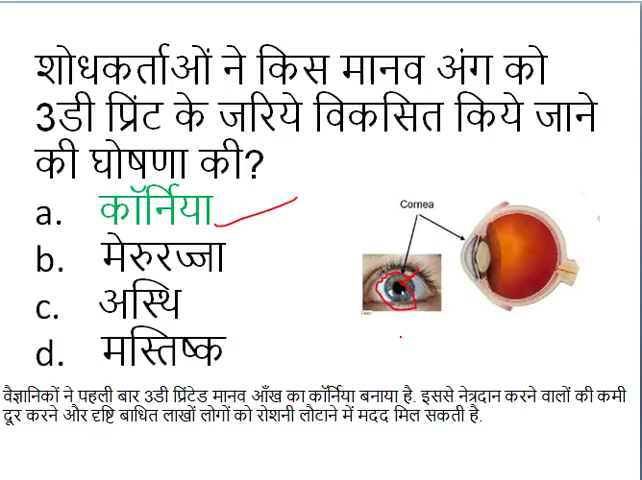 शोधकर्ताओं ने किस मानव अंग को
3डी प्रिंट के जरिये विकसित किये जाने
की घोषणा की?
a. कॉर्निया
Cornea
b. मेरुरज्जा
c. अस्थि
d. मस्तिष्क
वैज्ञानिकों ने पहली बार 3डी प्रिंटेड मानव आँख का कॉर्निया बनाया है. इससे नेत्रदान करने वालों की कमी
दूर करने और दृष्टि बाधित लाखों लोगों को रोशनी लौटाने में मदद मिल सकती है.